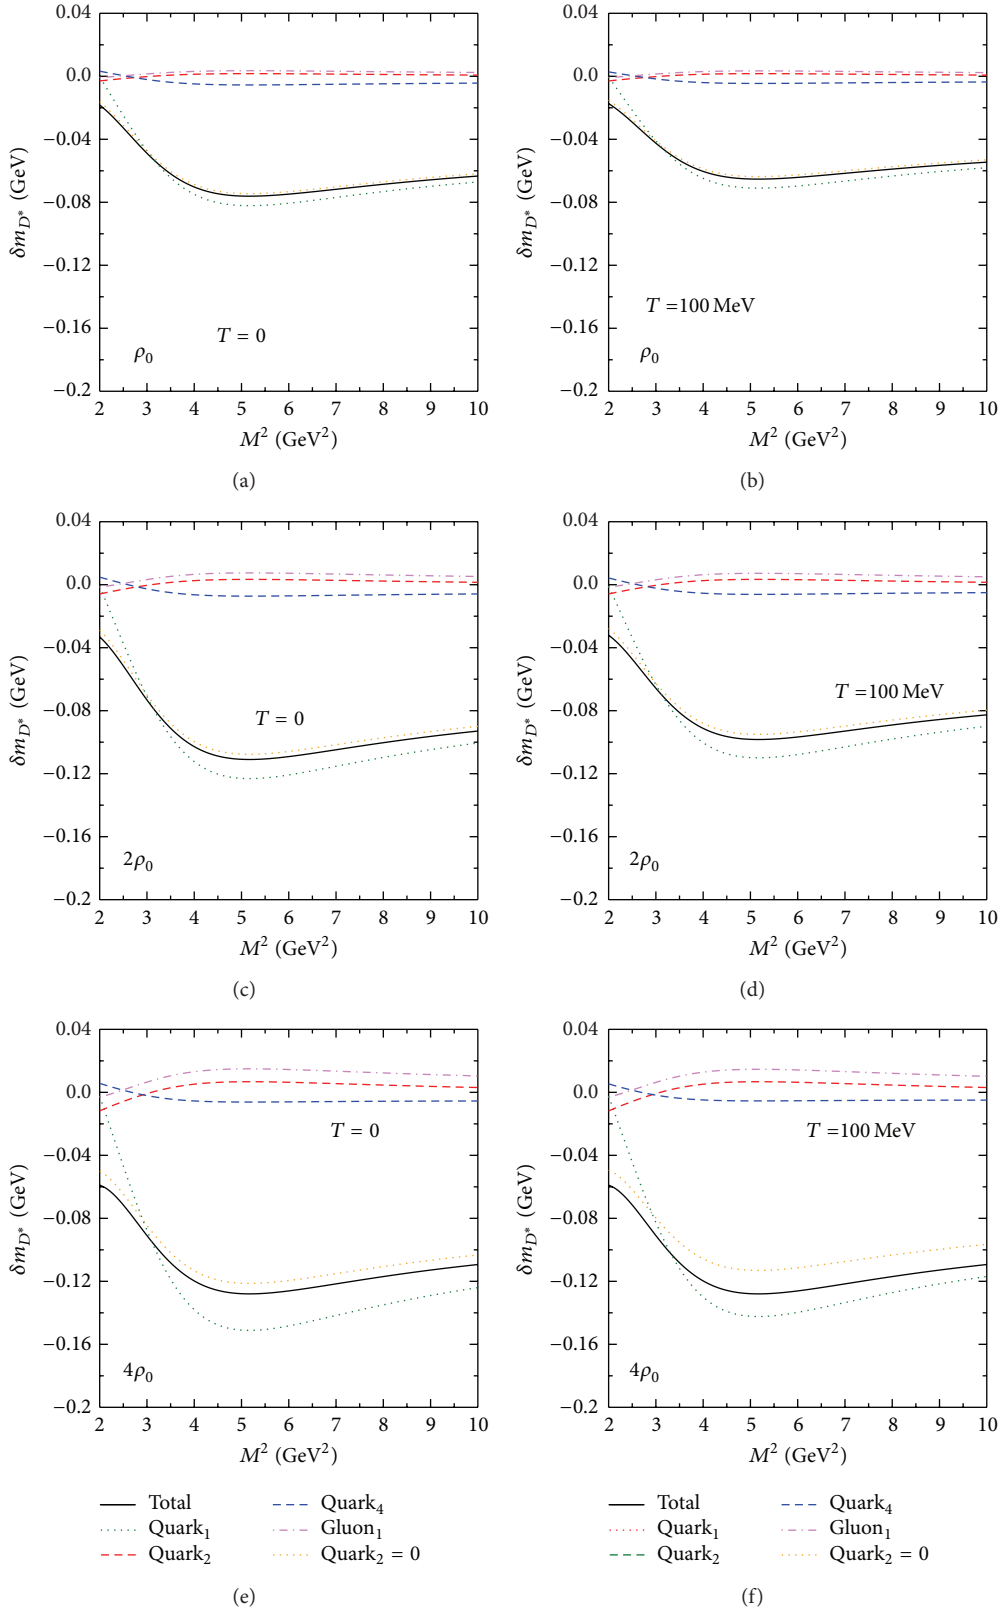 0.04
0.0
−0.04
−0.08
−0.12
−0.16
−0.2
δm_{D*} (GeV)
T = 0
ρ₀
2 3 4 5 6 7 8 9 10
M² (GeV²)
(a)
0.04
0.0
−0.04
−0.08
−0.12
−0.16
−0.2
δm_{D*} (GeV)
T =100 MeV
ρ₀
2 3 4 5 6 7 8 9 10
M² (GeV²)
(b)
0.04
0.0
−0.04
−0.08
−0.12
−0.16
−0.2
δm_{D*} (GeV)
T = 0
2ρ₀
2 3 4 5 6 7 8 9 10
M² (GeV²)
(c)
0.04
0.0
−0.04
−0.08
−0.12
−0.16
−0.2
δm_{D*} (GeV)
T =100 MeV
2ρ₀
2 3 4 5 6 7 8 9 10
M² (GeV²)
(d)
0.04
0.0
−0.04
−0.08
−0.12
−0.16
−0.2
δm_{D*} (GeV)
T = 0
4ρ₀
2 3 4 5 6 7 8 9 10
M² (GeV²)
Total
Quark₁
Quark₂
Quark₄
Gluon₁
Quark₂ = 0
(e)
0.04
0.0
−0.04
−0.08
−0.12
−0.16
−0.2
δm_{D*} (GeV)
T =100 MeV
4ρ₀
2 3 4 5 6 7 8 9 10
M² (GeV²)
Total
Quark₁
Quark₂
Quark₄
Gluon₁
Quark₂ = 0
(f)